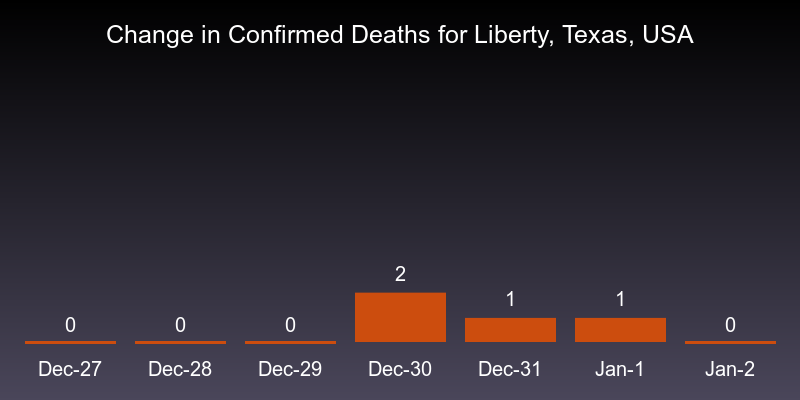 Change in Confirmed Deaths for Liberty, Texas, USA
2
1 1
0 0 0 0
Dec-27 Dec-28 Dec-29 Dec-30 Dec-31 Jan-1 Jan-2